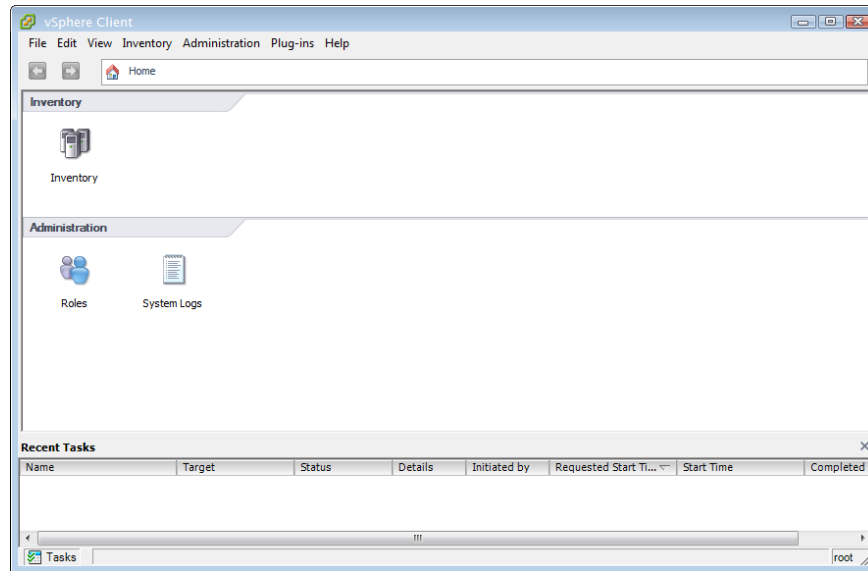 vSphere Client
File Edit View Inventory Administration Plug-ins Help
Home
Inventory
Inventory
Administration
Roles System Logs
Recent Tasks
Name Target Status Details Initiated by Requested Start Ti... Start Time Completed
Tasks root